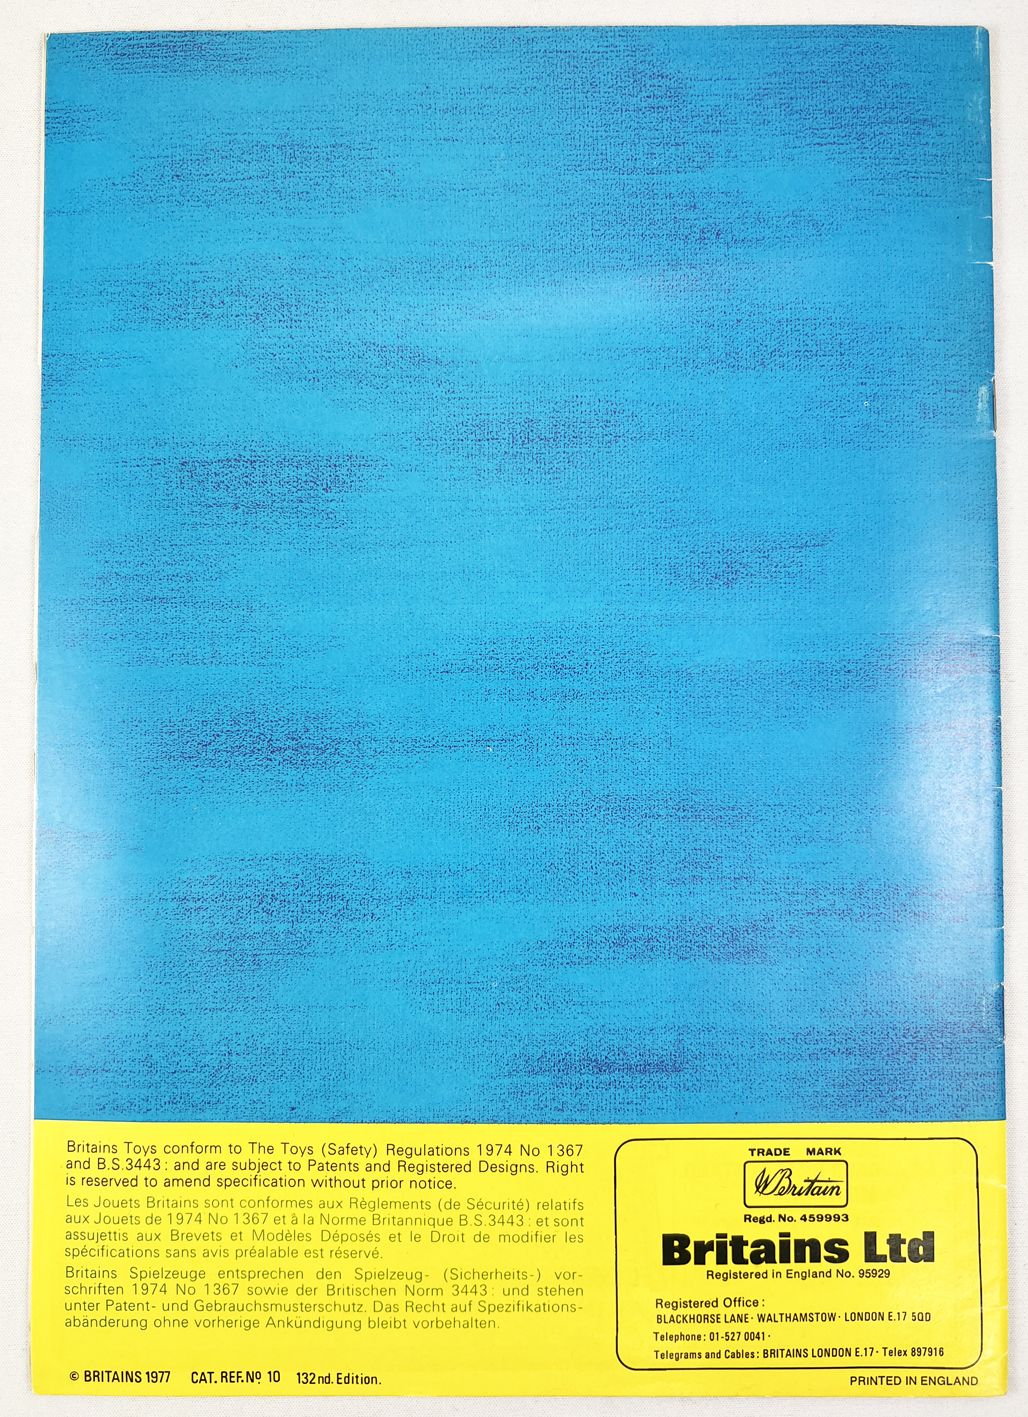 Britains Toys conform to The Toys (Safety) Regulations 1974 No 1367
and B.S.3443 : and are subject to Patents and Registered Designs. Right
is reserved to amend specification without prior notice.
Les Jouets Britains sont conformes aux Règlements (de Sécurité) relatifs
aux Jouets de 1974 No 1367 et à la Norme Britannique B.S.3443 : et sont
assujettis aux Brevets et Modèles Déposés et le Droit de modifier les
spécifications sans avis préalable est réservé.
Britains Spielzeuge entsprechen den Spielzeug- (Sicherheits-) vor-
schriften 1974 No 1367 sowie der Britischen Norm 3443 : und stehen
unter Patent- und Gebrauchsmusterschutz. Das Recht auf Spezifikations-
abänderung ohne vorherige Ankündigung bleibt vorbehalten.
© BRITAINS 1977 CAT. REF. Nº 10 132nd. Edition.
TRADE MARK
W Britain
Regd. No. 459993
Britains Ltd
Registered in England No. 95929
Registered Office :
BLACKHORSE LANE · WALTHAMSTOW · LONDON E.17 5QD
Telephone : 01-527 0041 ·
Telegrams and Cables : BRITAINS LONDON E.17 · Telex 897916
PRINTED IN ENGLAND